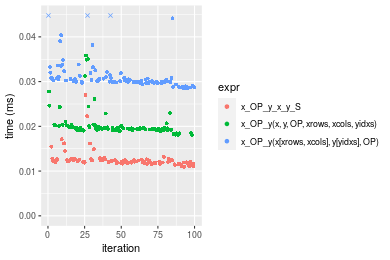 0.04
0.03
0.02
0.01
0.00
time (ms)
0
25
50
75
100
iteration
expr
x_OP_y_x_y_S
x_OP_y(x, y, OP, xrows, xcols, yidxs)
x_OP_y(x[xrows, xcols], y[yidxs], OP)